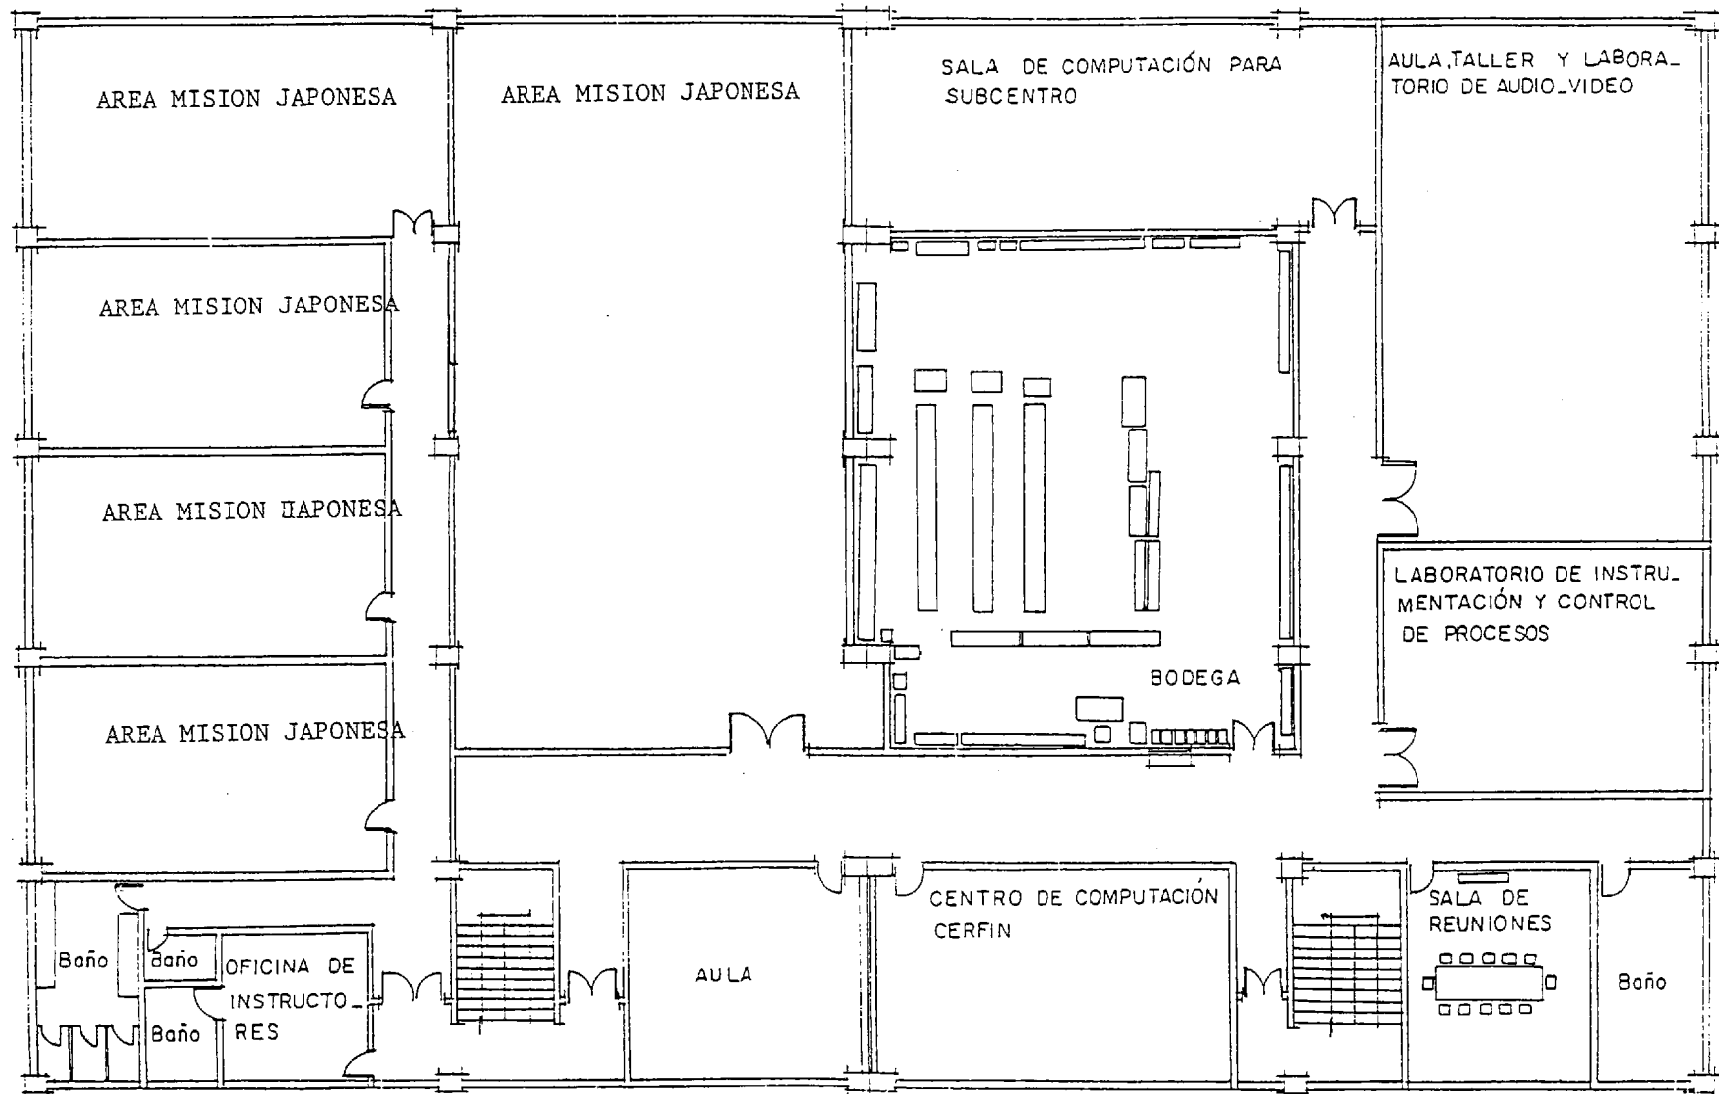 AREA MISION JAPONESA
AREA MISION JAPONESA
SALA DE COMPUTACIÓN PARA
SUBCENTRO
AULA, TALLER Y LABORA_
TORIO DE AUDIO_VIDEO
AREA MISION JAPONESA
AREA MISION IIAPONESA
LABORATORIO DE INSTRU_
MENTACIÓN Y CONTROL
DE PROCESOS
BODEGA
AREA MISION JAPONESA
CENTRO DE COMPUTACIÓN
CERFIN
SALA DE
REUNIONES
Baño
Baño
OFICINA DE
INSTRUCTO_
RES
Baño
AULA
Baño